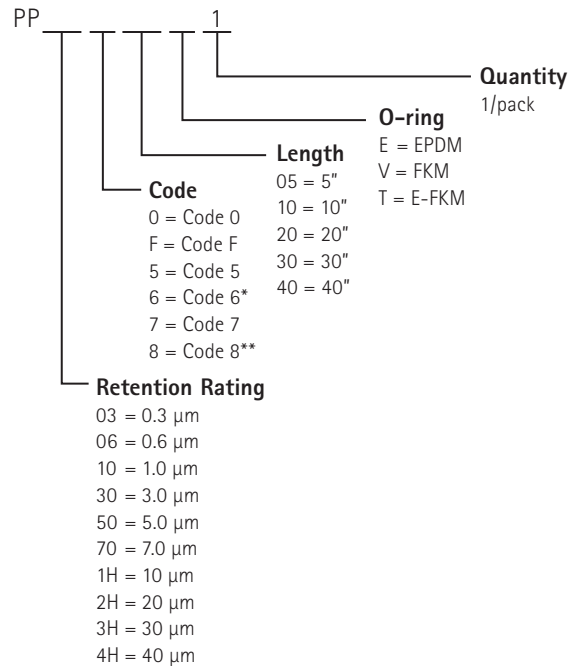 PP 1
Quantity
1/pack
O-ring
E = EPDM
V = FKM
T = E-FKM
Length
05 = 5"
10 = 10"
20 = 20"
30 = 30"
40 = 40"
Code
0 = Code 0
F = Code F
5 = Code 5
6 = Code 6*
7 = Code 7
8 = Code 8**
Retention Rating
03 = 0.3 µm
06 = 0.6 µm
10 = 1.0 µm
30 = 3.0 µm
50 = 5.0 µm
70 = 7.0 µm
1H = 10 µm
2H = 20 µm
3H = 30 µm
4H = 40 µm